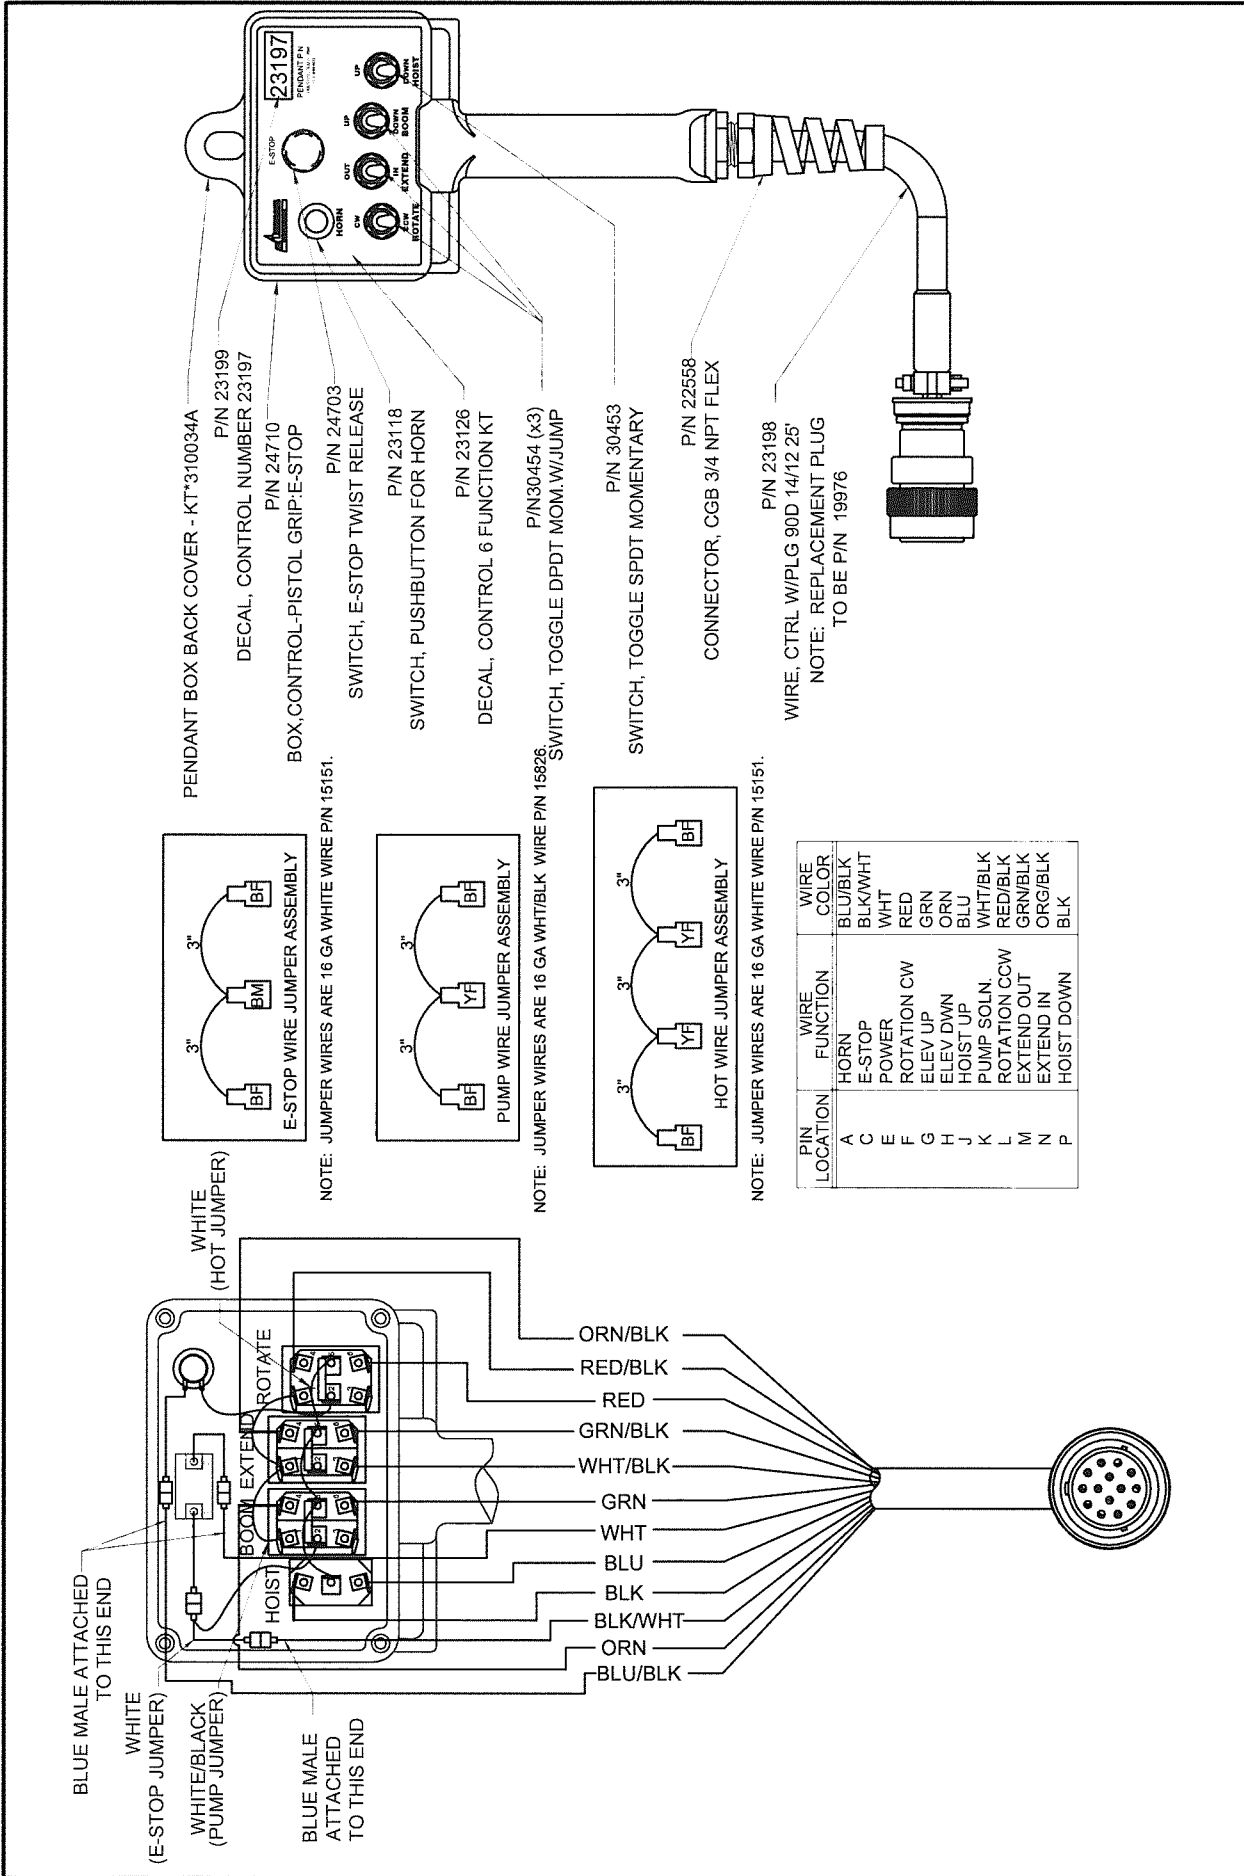 PENDANT BOX BACK COVER - KT*310034A
P/N 23199
DECAL, CONTROL NUMBER 23197
P/N 24710
BOX,CONTROL-PISTOL GRIP:E-STOP
P/N 24703
SWITCH, E-STOP TWIST RELEASE
P/N 23118
SWITCH, PUSHBUTTON FOR HORN
P/N 23126
DECAL, CONTROL 6 FUNCTION KT
P/N30454 (x3)
SWITCH, TOGGLE DPDT MOM.W/JUMP
P/N 30453
SWITCH, TOGGLE SPDT MOMENTARY
P/N 22558
CONNECTOR, CGB 3/4 NPT FLEX
P/N 23198
WIRE, CTRL W/PLG 90D 14/12 25'
NOTE: REPLACEMENT PLUG
TO BE P/N 19976
E-STOP
23197
PENDANT P/N
HORN
CW
CCW
ROTATE
OUT
IN
EXTEND
UP
DOWN
BOOM
UP
DOWN
HOIST
3"
3"
BF
BM
BF
E-STOP WIRE JUMPER ASSEMBLY
NOTE: JUMPER WIRES ARE 16 GA WHITE WIRE P/N 15151.
3"
3"
BF
YF
BF
PUMP WIRE JUMPER ASSEMBLY
NOTE: JUMPER WIRES ARE 16 GA WHT/BLK WIRE P/N 15826.
3"
3"
3"
BF
YF
YF
BF
HOT WIRE JUMPER ASSEMBLY
NOTE: JUMPER WIRES ARE 16 GA WHITE WIRE P/N 15151.
PIN LOCATION WIRE FUNCTION WIRE COLOR
A HORN BLU/BLK
C E-STOP BLK/WHT
E POWER WHT
F ROTATION CW RED
G ELEV UP GRN
H ELEV DWN ORN
J HOIST UP BLU
K PUMP SOLN. WHT/BLK
L ROTATION CCW RED/BLK
M EXTEND OUT GRN/BLK
N EXTEND IN ORG/BLK
P HOIST DOWN BLK
BLUE MALE ATTACHED
TO THIS END
WHITE
(E-STOP JUMPER)
WHITE/BLACK
(PUMP JUMPER)
BLUE MALE
ATTACHED
TO THIS END
WHITE
(HOT JUMPER)
HOIST
BOOM
EXTEND
ROTATE
ORN/BLK
RED/BLK
RED
GRN/BLK
WHT/BLK
GRN
WHT
BLU
BLK
BLK/WHT
ORN
BLU/BLK